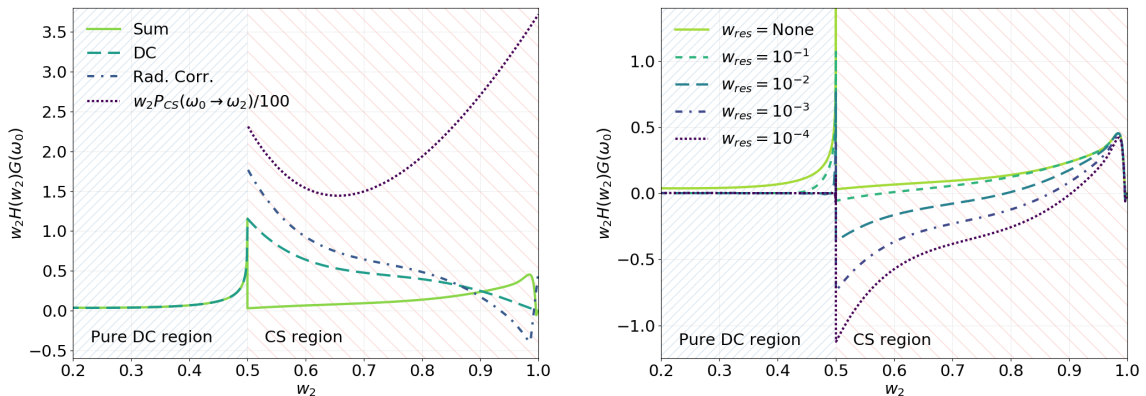 w₂H(w₂)G(ω₀)
3.5
3.0
2.5
2.0
1.5
1.0
0.5
0.0
−0.5
Sum
DC
Rad. Corr.
w₂P_CS(ω₀ → ω₂)/100
Pure DC region
CS region
0.2 0.3 0.4 0.5 0.6 0.7 0.8 0.9 1.0
w₂
w₂H(w₂)G(ω₀)
1.0
0.5
0.0
−0.5
−1.0
w_res = None
w_res = 10⁻¹
w_res = 10⁻²
w_res = 10⁻³
w_res = 10⁻⁴
Pure DC region
CS region
0.2 0.3 0.4 0.5 0.6 0.7 0.8 0.9 1.0
w₂